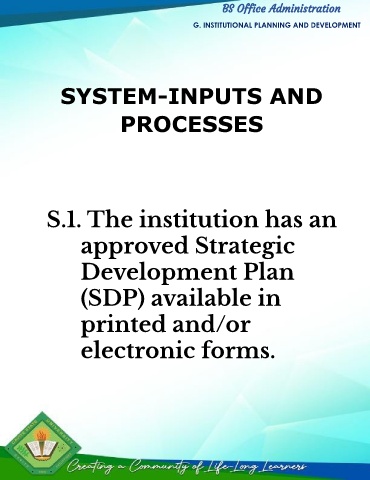 BS Office Administration
G. INSTITUTIONAL PLANNING AND DEVELOPMENT
SYSTEM-INPUTS AND
PROCESSES
S.1. The institution has an
approved Strategic
Development Plan
(SDP) available in
printed and/or
electronic forms.
Creating a Community of Life-Long Learners